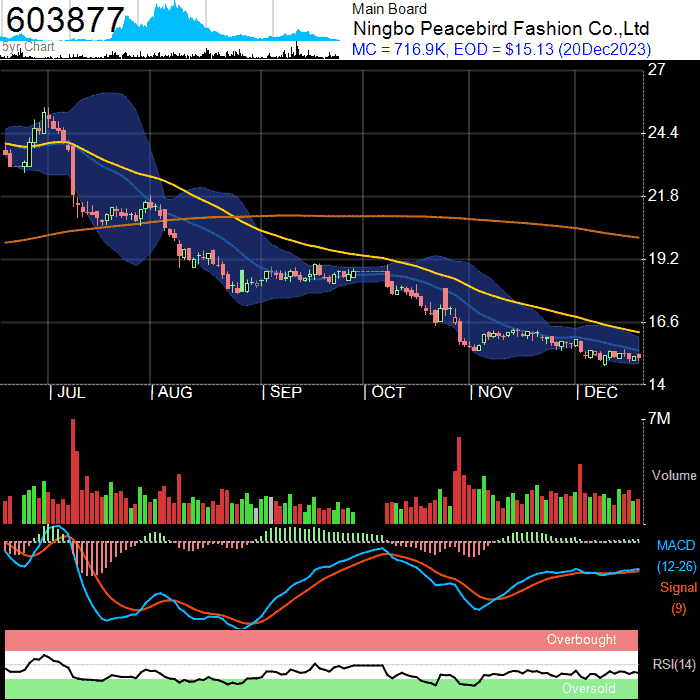 603877
5yr Chart
Main Board
Ningbo Peacebird Fashion Co.,Ltd
MC = 716.9K, EOD = $15.13 (20Dec2023)
27
24.4
21.8
19.2
16.6
14
| JUL | AUG | SEP | OCT | NOV | DEC
7M
Volume
MACD
(12-26)
Signal
(9)
Overbought
RSI(14)
Oversold